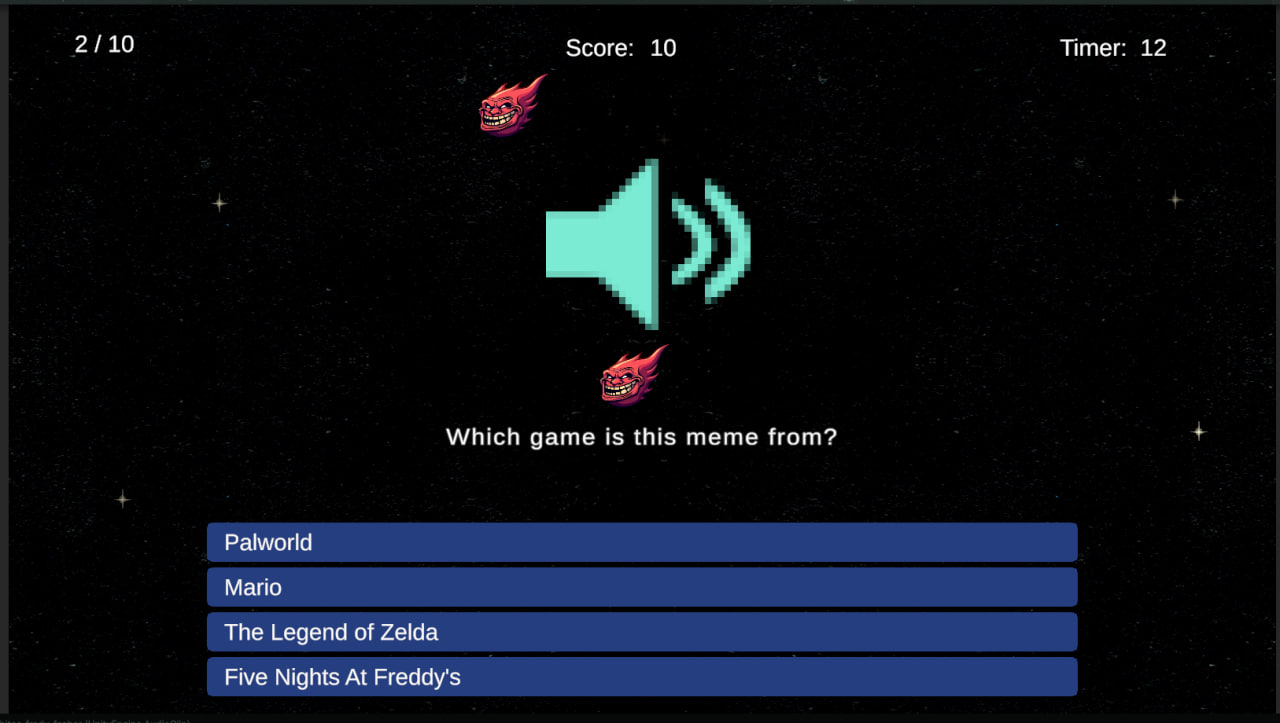 2 / 10
Score: 10
Timer: 12
Which game is this meme from?
Palworld
Mario
The Legend of Zelda
Five Nights At Freddy's